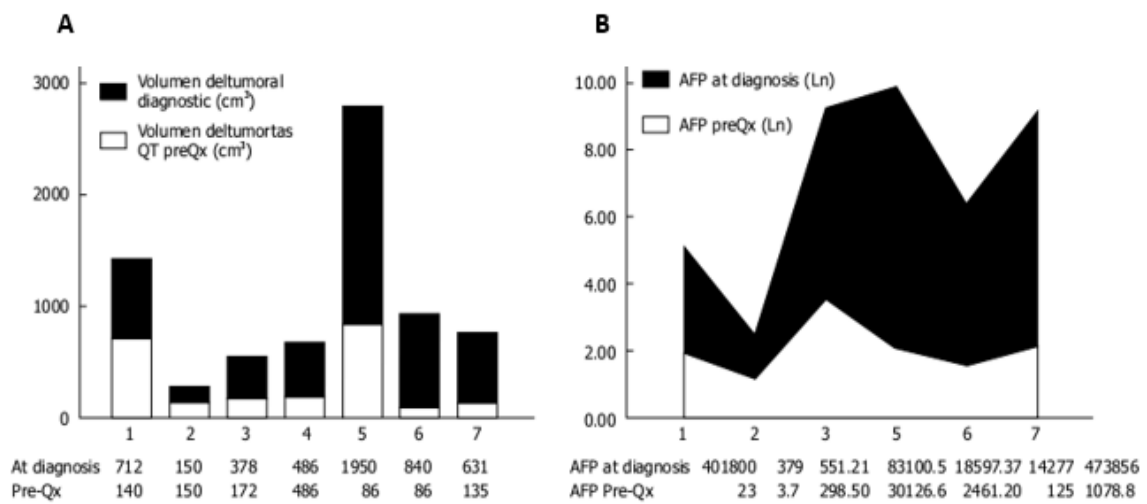 A
3000
2000
1000
0
Volumen deltumoral
diagnostic (cm³)
Volumen deltumortas
QT preQx (cm³)
1 2 3 4 5 6 7
At diagnosis 712 150 378 486 1950 840 631
Pre-Qx 140 150 172 486 86 86 135
B
10.00
8.00
6.00
4.00
2.00
0.00
AFP at diagnosis (Ln)
AFP preQx (Ln)
1 2 3 5 6 7
AFP at diagnosis 401800 379 551.21 83100.5 18597.37 14277 473856
AFP Pre-Qx 23 3.7 298.50 30126.6 2461.20 125 1078.8